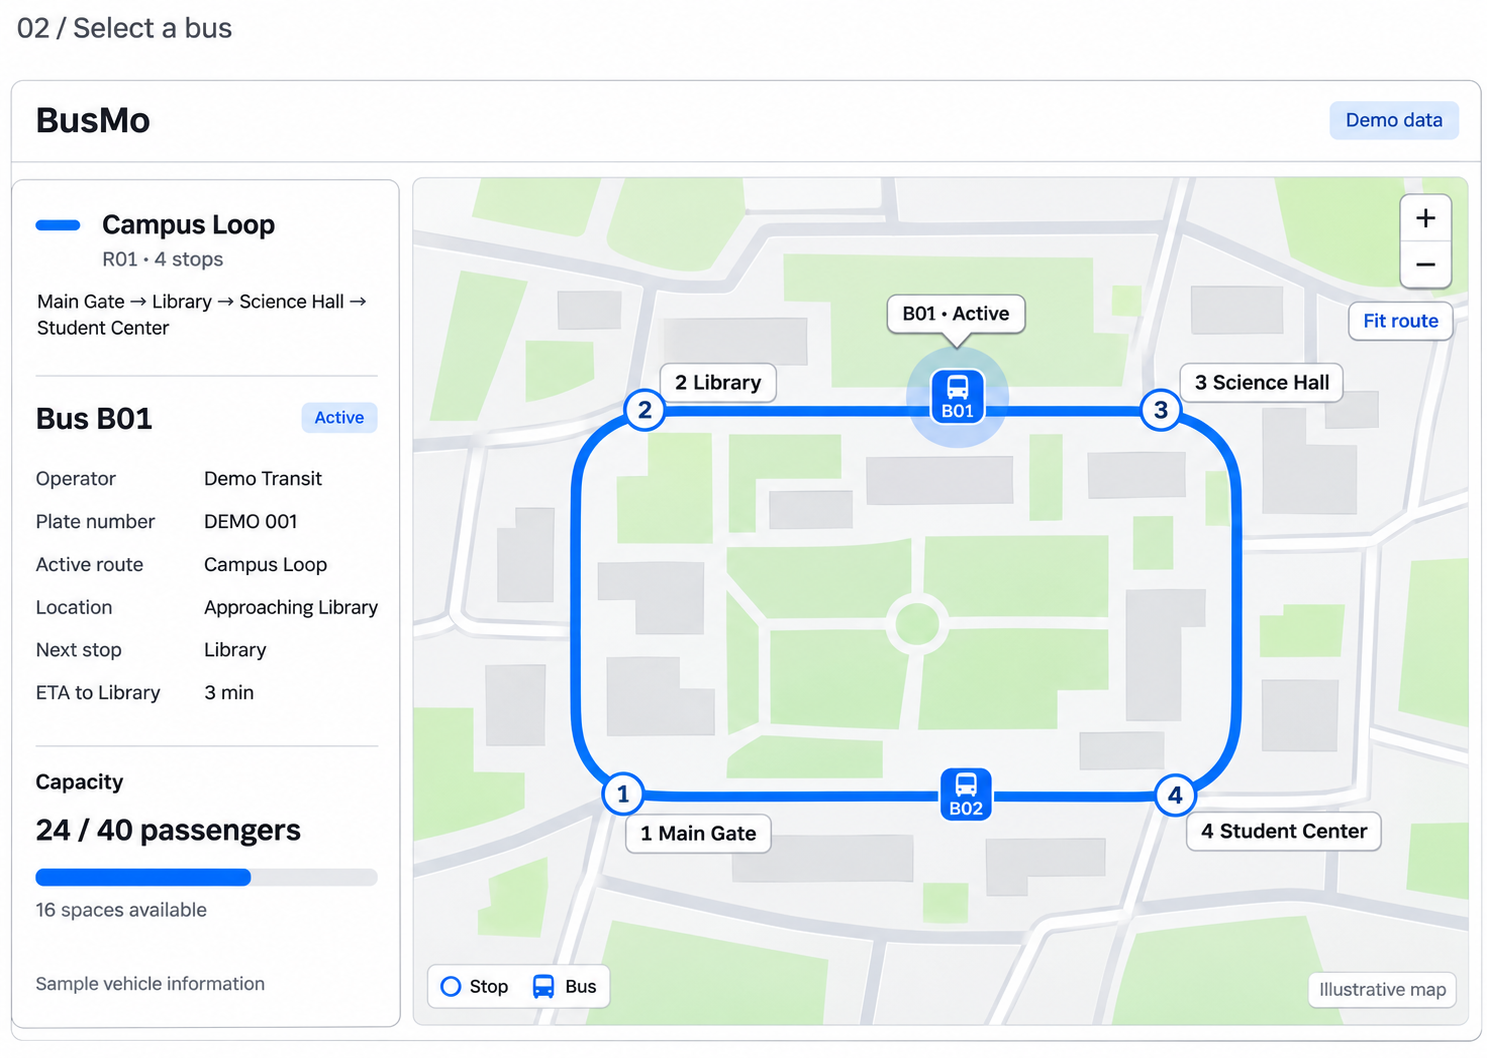 02 / Select a bus
BusMo
Demo data
Campus Loop
R01 • 4 stops
Main Gate → Library → Science Hall →
Student Center
Bus B01
Active
Operator Demo Transit
Plate number DEMO 001
Active route Campus Loop
Location Approaching Library
Next stop Library
ETA to Library 3 min
Capacity
24 / 40 passengers
16 spaces available
Sample vehicle information
+
−
Fit route
B01 • Active
2 Library
3 Science Hall
2
B01
3
1
B02
4
1 Main Gate
4 Student Center
Stop
Bus
Illustrative map